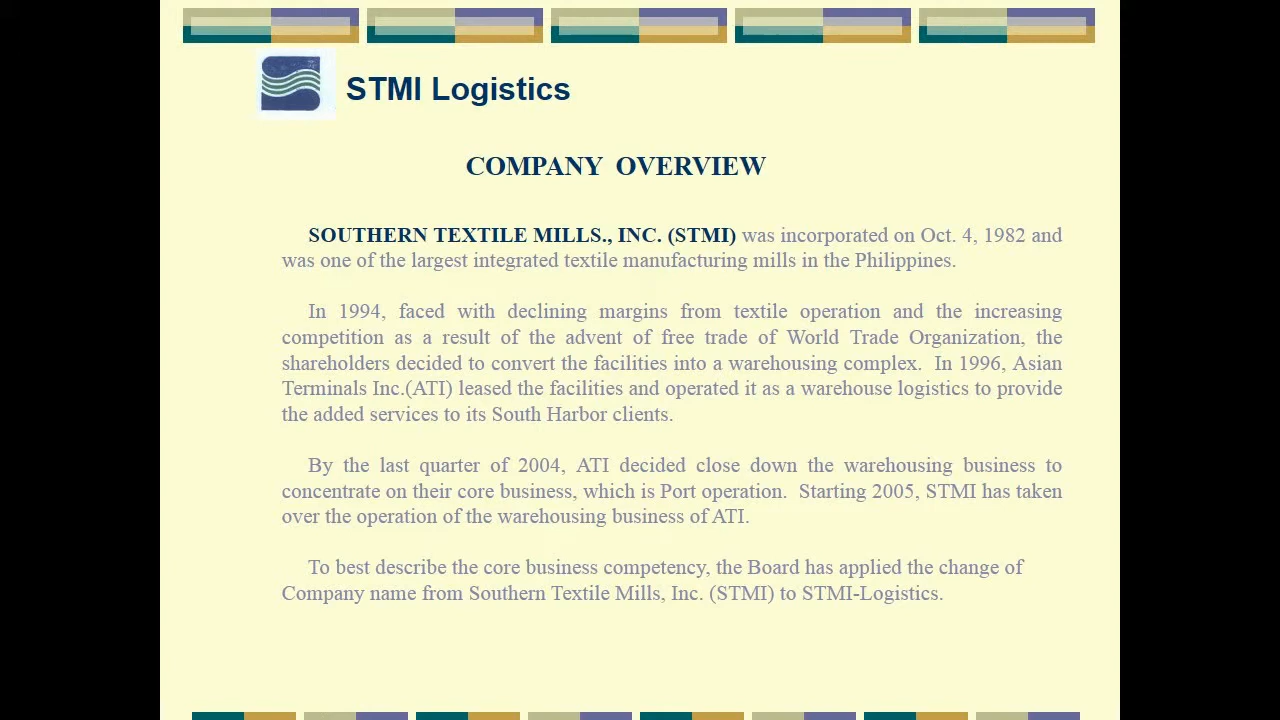 STMI Logistics
COMPANY OVERVIEW
SOUTHERN TEXTILE MILLS., INC. (STMI) was incorporated on Oct. 4, 1982 and
was one of the largest integrated textile manufacturing mills in the Philippines.
In 1994, faced with declining margins from textile operation and the increasing
competition as a result of the advent of free trade of World Trade Organization, the
shareholders decided to convert the facilities into a warehousing complex. In 1996, Asian
Terminals Inc.(ATI) leased the facilities and operated it as a warehouse logistics to provide
the added services to its South Harbor clients.
By the last quarter of 2004, ATI decided close down the warehousing business to
concentrate on their core business, which is Port operation. Starting 2005, STMI has taken
over the operation of the warehousing business of ATI.
To best describe the core business competency, the Board has applied the change of
Company name from Southern Textile Mills, Inc. (STMI) to STMI-Logistics.